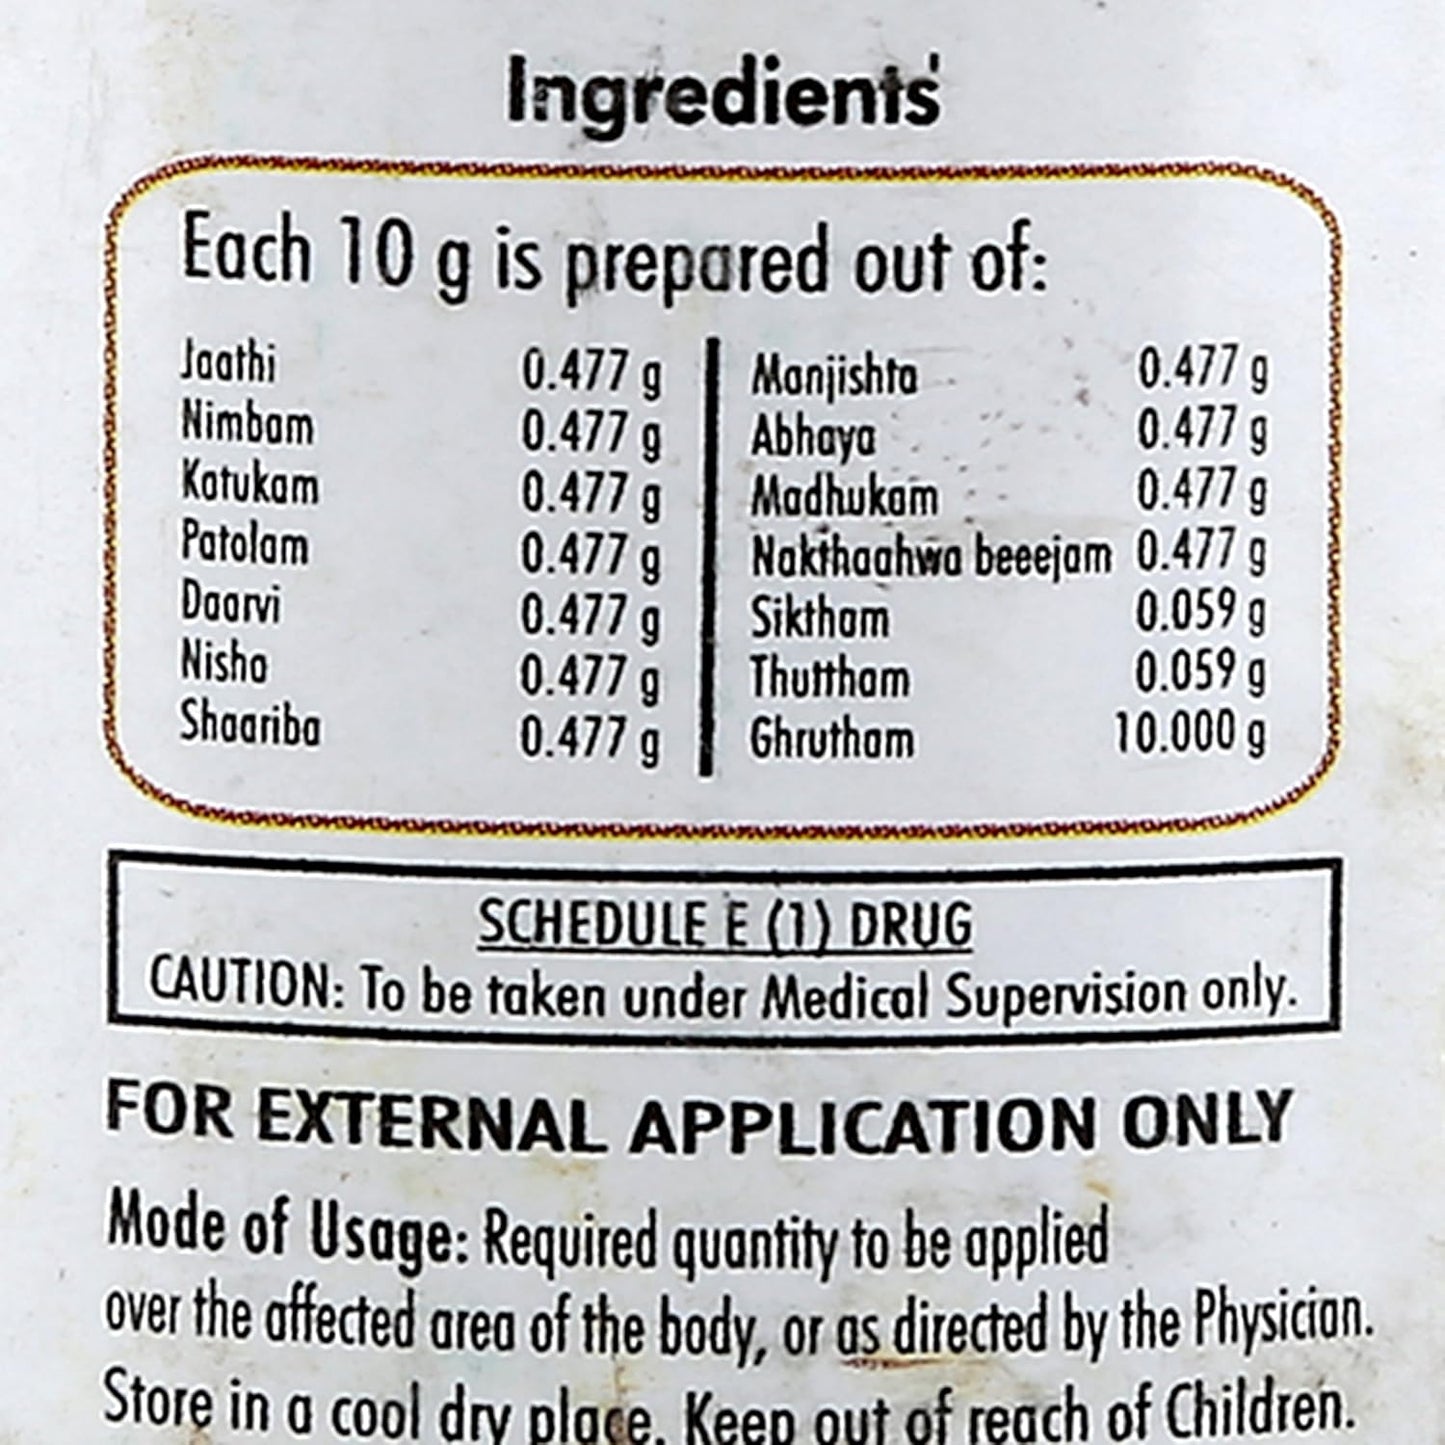 Ingredients
Each 10 g is prepared out of:
Jaathi 0.477 g
Nimbam 0.477 g
Katukam 0.477 g
Patolam 0.477 g
Daarvi 0.477 g
Nisha 0.477 g
Shaariba 0.477 g
Manjishta 0.477 g
Abhaya 0.477 g
Madhukam 0.477 g
Nakthaahwa beeejam 0.477 g
Siktham 0.059 g
Thuttham 0.059 g
Ghrutham 10.000 g
SCHEDULE E (1) DRUG
CAUTION: To be taken under Medical Supervision only.
FOR EXTERNAL APPLICATION ONLY
Mode of Usage: Required quantity to be applied
over the affected area of the body, or as directed by the Physician.
Store in a cool dry place. Keep out of reach of Children.